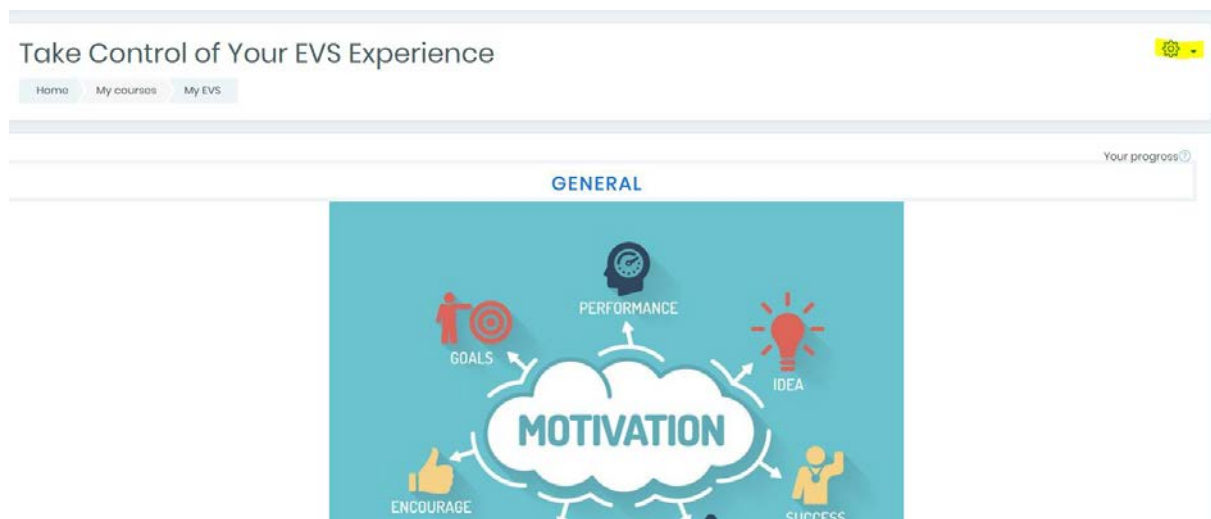 Take Control of Your EVS Experience
Home My courses My EVS
Your progress
GENERAL
PERFORMANCE
GOALS
IDEA
MOTIVATION
ENCOURAGE
SUCCESS